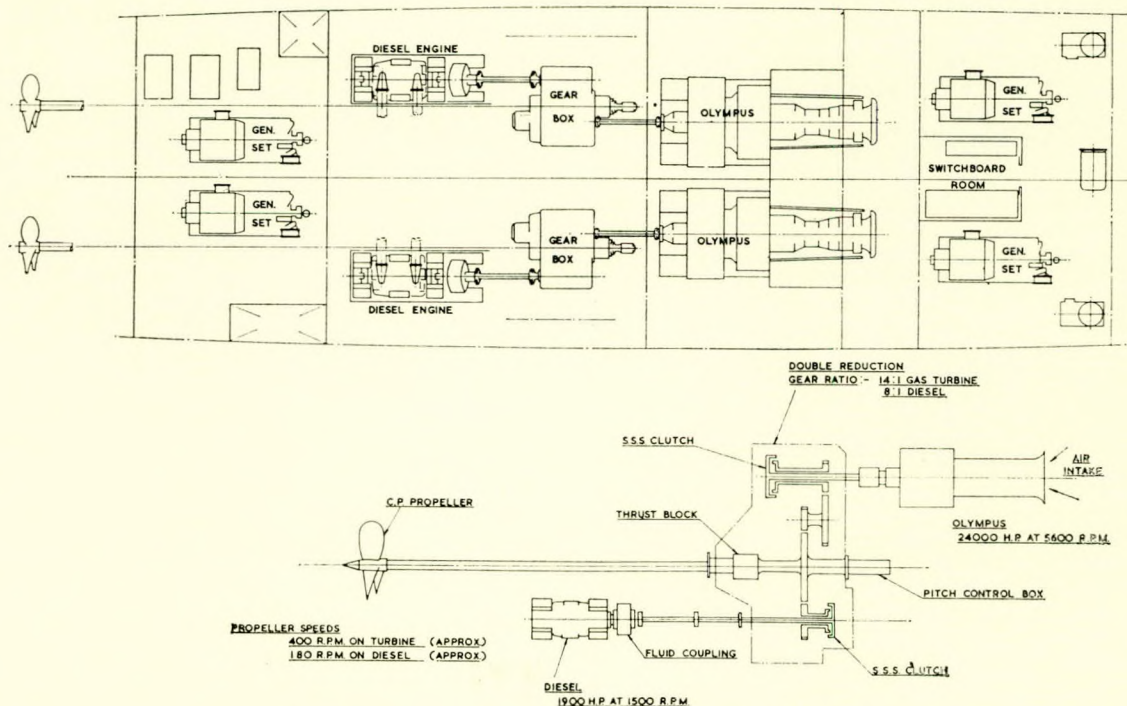 DIESEL ENGINE
GEAR
BOX
OLYMPUS
GEN.
SET
GEN.
SET
SWITCHBOARD
ROOM
GEN.
SET
GEAR
BOX
OLYMPUS
GEN.
SET
DIESEL ENGINE
DOUBLE REDUCTION
GEAR RATIO :- 14:1 GAS TURBINE
8:1 DIESEL
S.S.S. CLUTCH
AIR
INTAKE
C.P. PROPELLER
THRUST BLOCK
OLYMPUS
24000 H.P. AT 5600 R.P.M.
PITCH CONTROL BOX
PROPELLER SPEEDS
400 R.P.M. ON TURBINE (APPROX.)
180 R.P.M. ON DIESEL (APPROX.)
FLUID COUPLING
S.S.S. CLUTCH
DIESEL
1900 H.P. AT 1500 R.P.M.